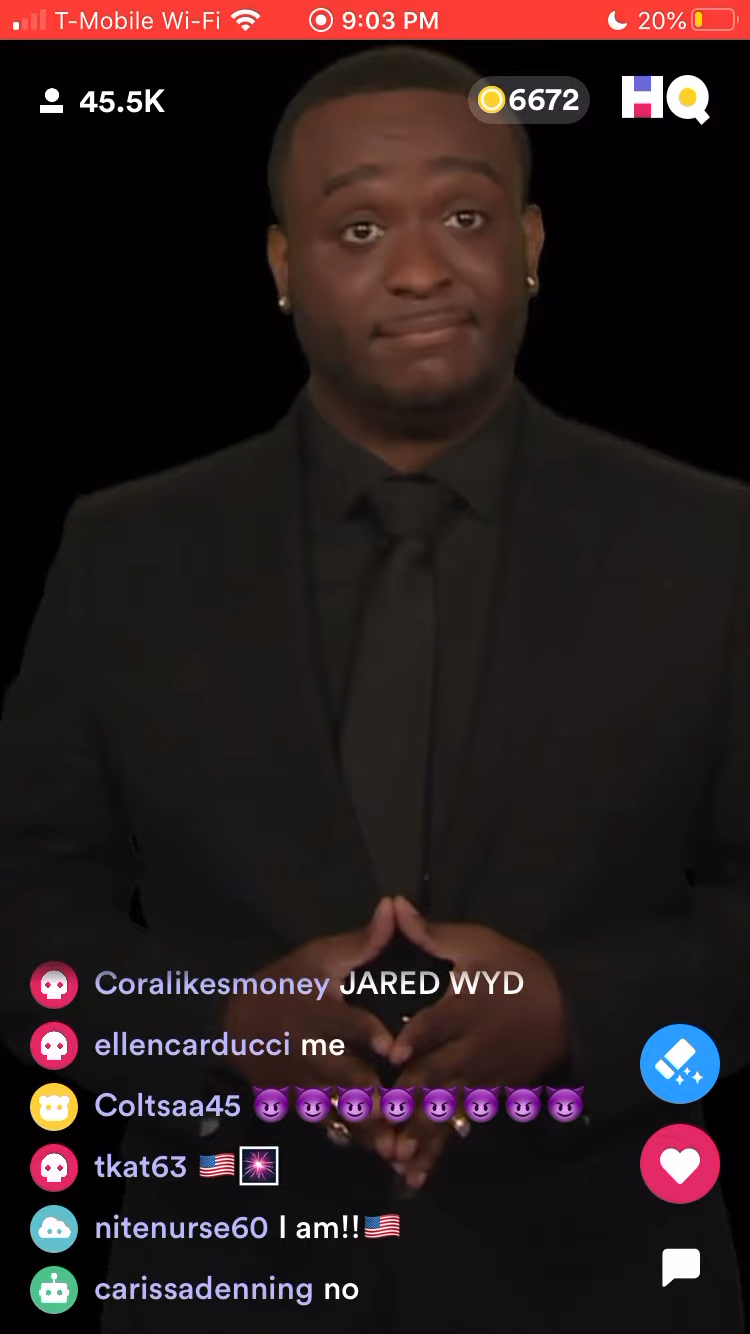 T-Mobile Wi-Fi 9:03 PM 20%
45.5K 6672 HQ
Coralikesmoney JARED WYD
ellencarducci me
Coltsaa45 😈😈😈😈😈😈😈😈
tkat63 🇺🇸🎆
nitenurse60 I am!!🇺🇸
carissadenning no